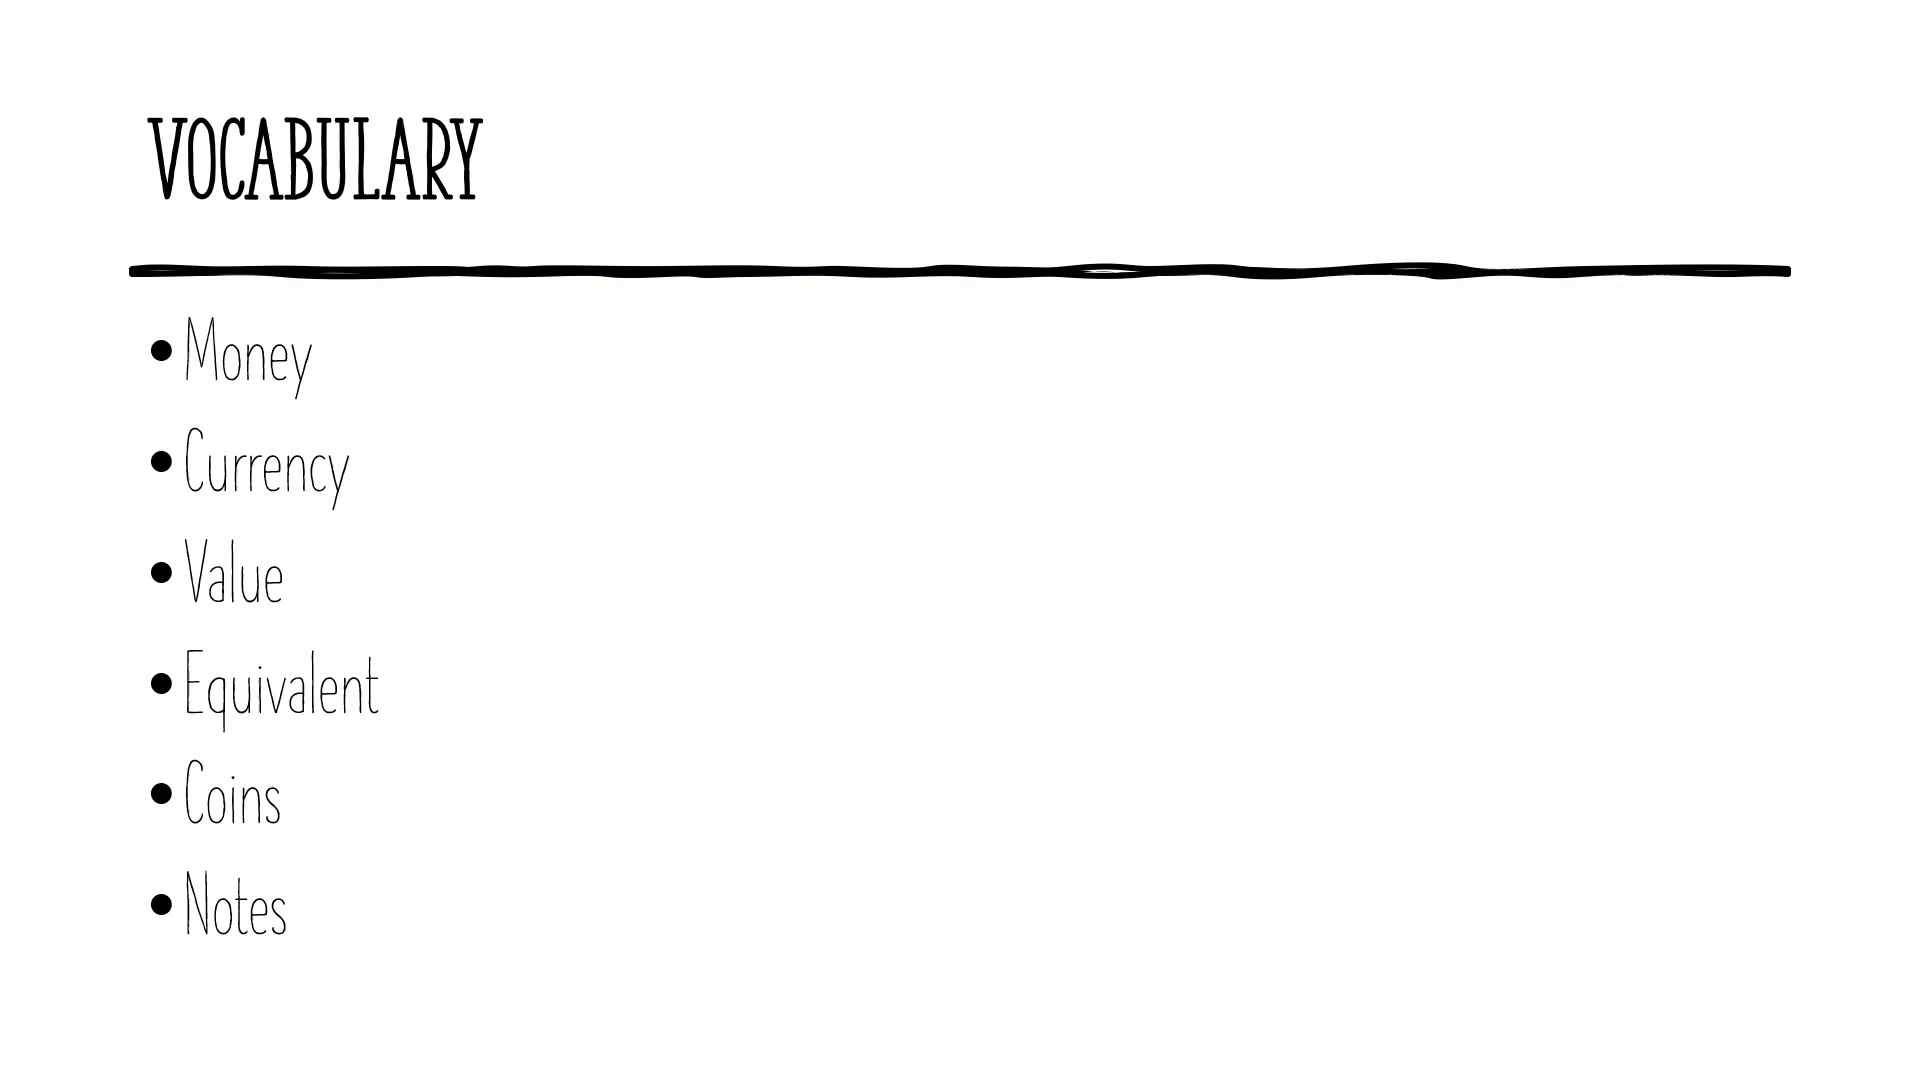 VOCABULARY
• Money
• Currency
• Value
• Equivalent
• Coins
• Notes